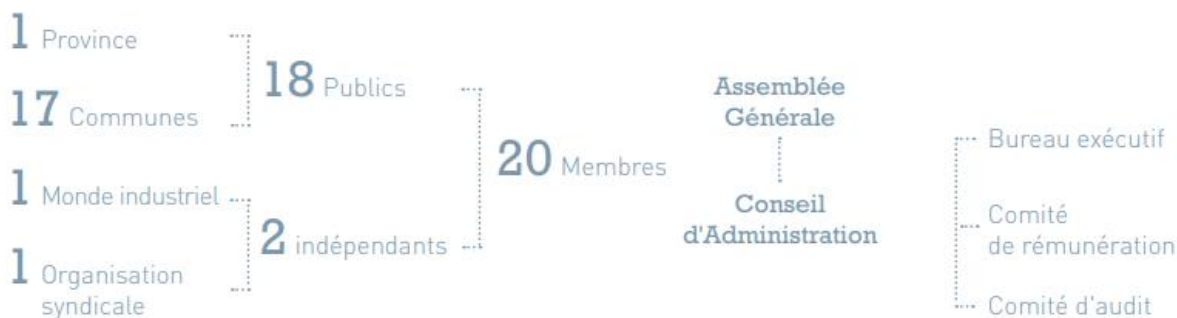 1 Province
17 Communes
18 Publics
1 Monde industriel
1 Organisation
syndicale
2 indépendants
20 Membres
Assemblée
Générale
Conseil
d'Administration
Bureau exécutif
Comité
de rémunération
Comité d'audit